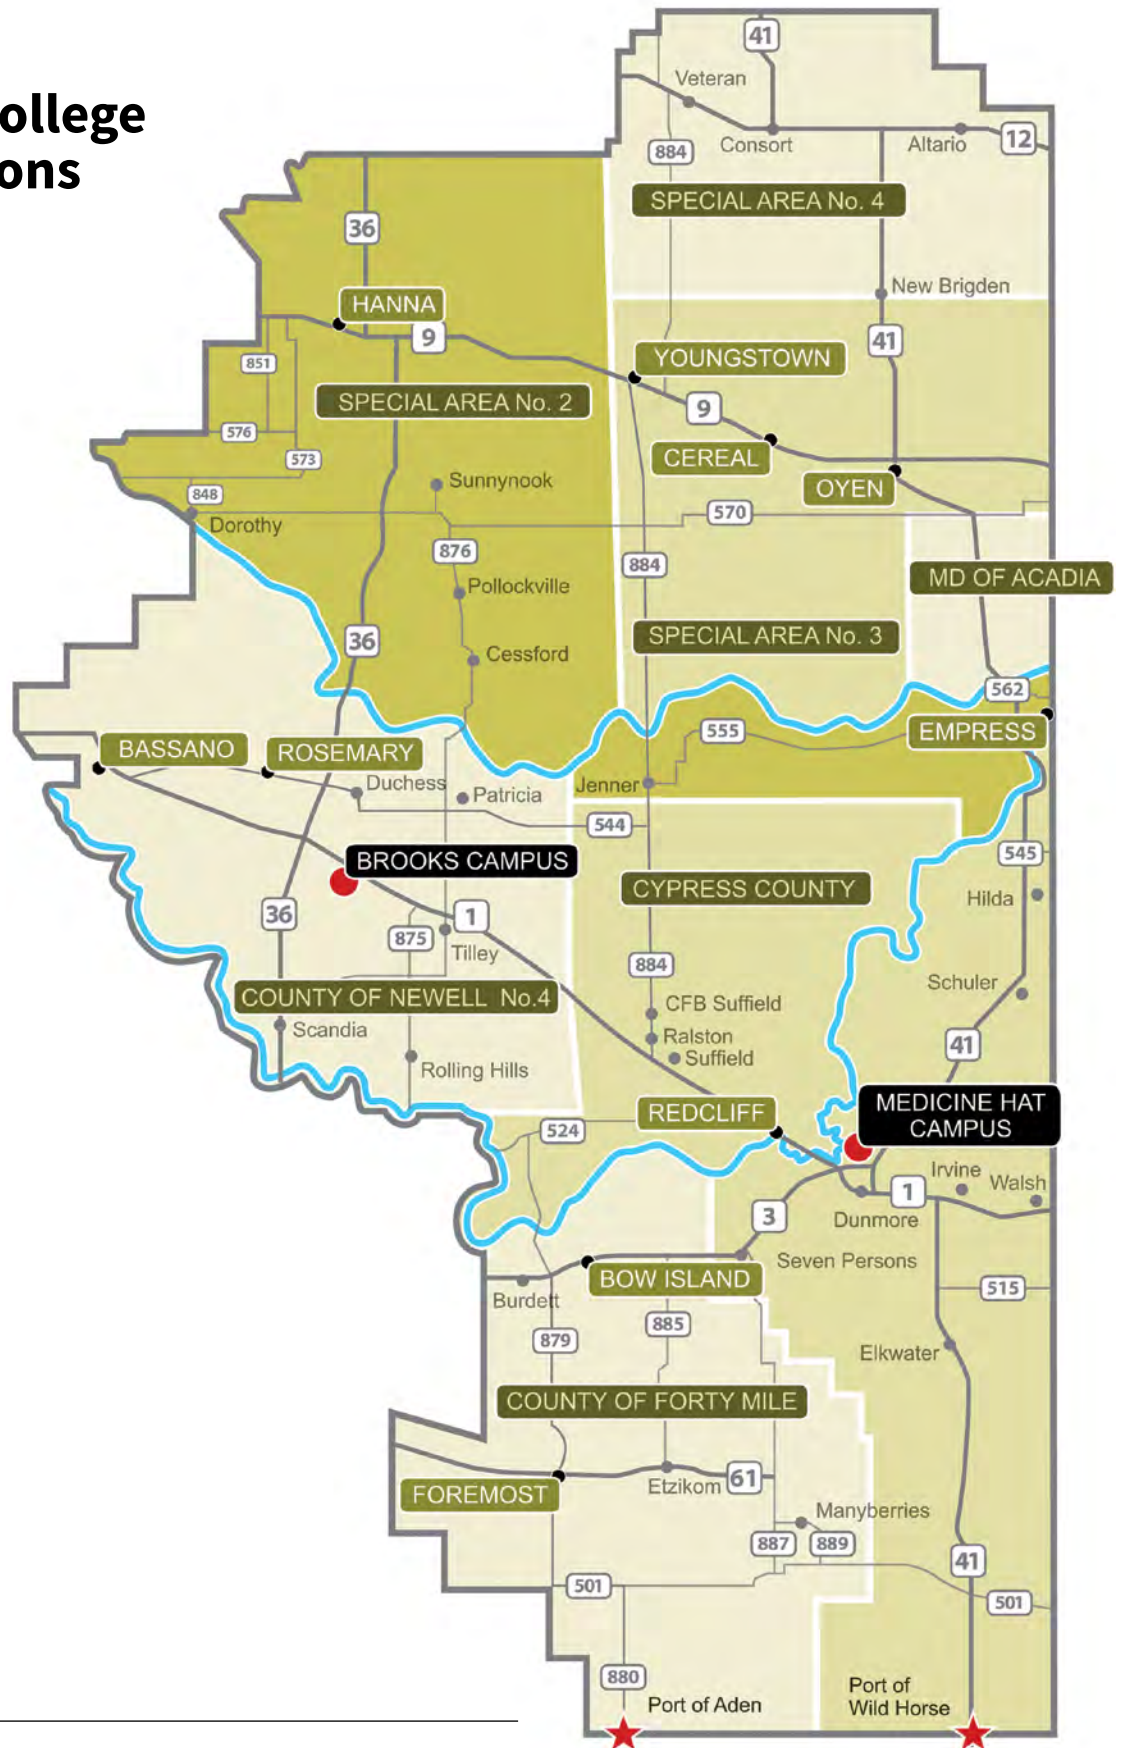 ollege
ons
41
Veteran
Consort
Altario
12
884
SPECIAL AREA No. 4
36
New Brigden
HANNA
9
41
YOUNGSTOWN
851
SPECIAL AREA No. 2
9
576
573
CEREAL
OYEN
Sunnynook
848
Dorothy
570
876
884
MD OF ACADIA
Pollockville
36
SPECIAL AREA No. 3
Cessford
562
EMPRESS
555
BASSANO
ROSEMARY
Duchess
Patricia
Jenner
544
545
BROOKS CAMPUS
CYPRESS COUNTY
Hilda
36
1
875
Tilley
884
Schuler
COUNTY OF NEWELL No.4
CFB Suffield
Scandia
Ralston
Suffield
41
Rolling Hills
REDCLIFF
MEDICINE HAT
CAMPUS
524
Irvine
Walsh
1
3
Dunmore
Seven Persons
BOW ISLAND
515
Burdett
885
879
Elkwater
COUNTY OF FORTY MILE
61
Etzikom
FOREMOST
Manyberries
887
889
41
501
501
880
Port of Aden
Port of
Wild Horse